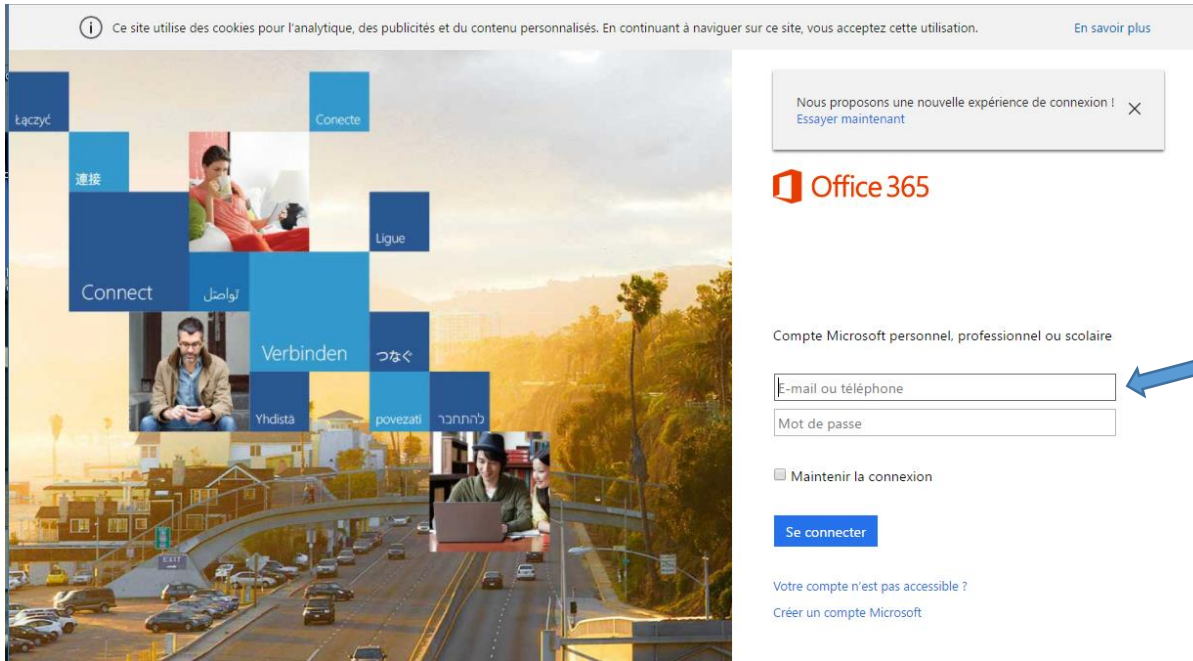 Ce site utilise des cookies pour l'analytique, des publicités et du contenu personnalisés. En continuant à naviguer sur ce site, vous acceptez cette utilisation.
En savoir plus
Łączyć
Conecte
連接
Ligue
Connect
تواصل
Verbinden
つなぐ
Yhdistä
povezati
להתחבר
EXIT
Nous proposons une nouvelle expérience de connexion !
Essayer maintenant
Office 365
Compte Microsoft personnel, professionnel ou scolaire
E-mail ou téléphone
Mot de passe
Maintenir la connexion
Se connecter
Votre compte n'est pas accessible ?
Créer un compte Microsoft